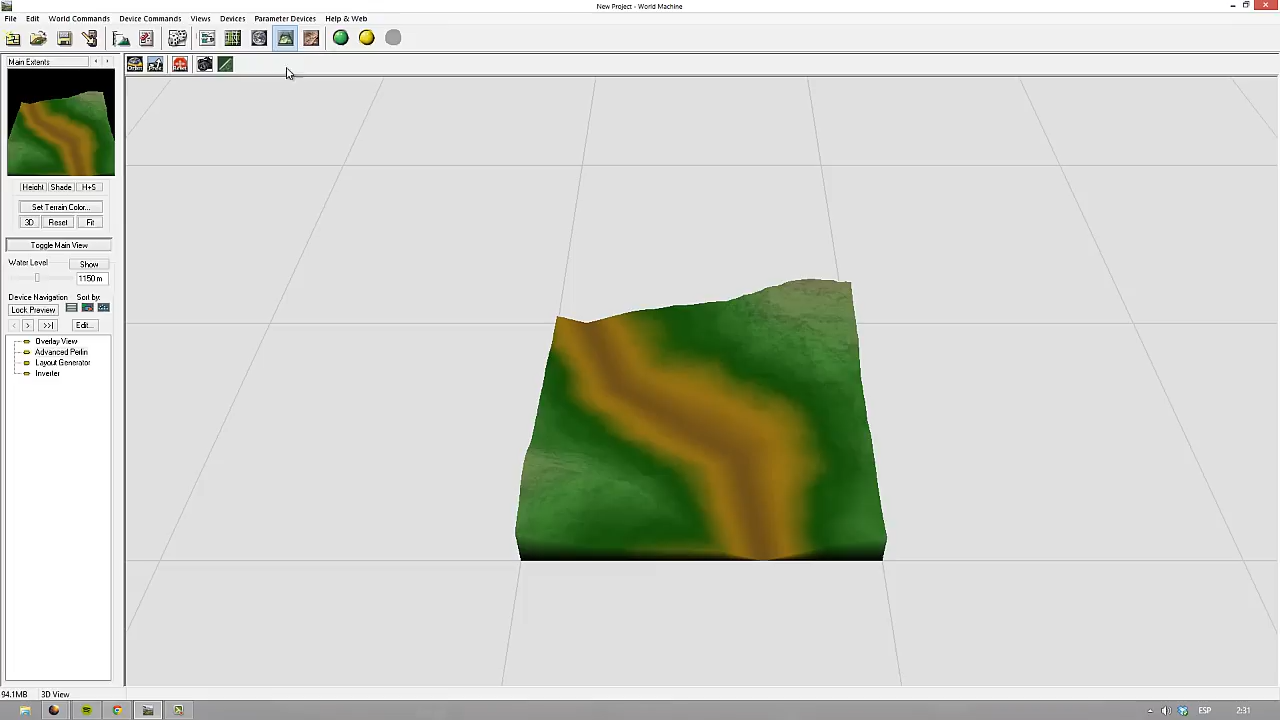 New Project - World Machine
File Edit World Commands Device Commands Views Devices Parameter Devices Help & Web
Main Extents
Height Shade H+S
Set Terrain Color...
3D Reset Fit
Toggle Main View
Water Level Show
1150 m
Device Navigation Sort by:
Lock Preview
< > >>| Edit...
Overlay View
Advanced Perlin
Layout Generator
Inverter
94.1MB 3D View
ESP 2:31